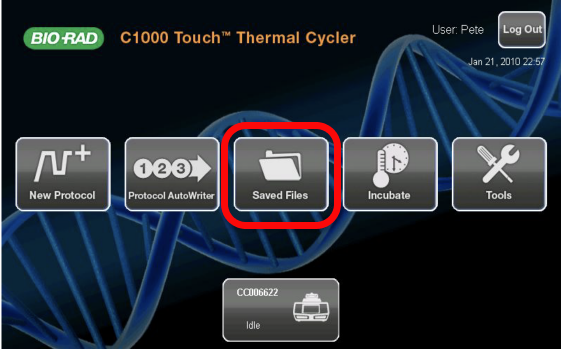 BIO-RAD C1000 Touch™ Thermal Cycler
User: Pete
Log Out
Jan 21, 2010 22:57
New Protocol
123
Protocol AutoWriter
Saved Files
Incubate
Tools
CC006622
Idle